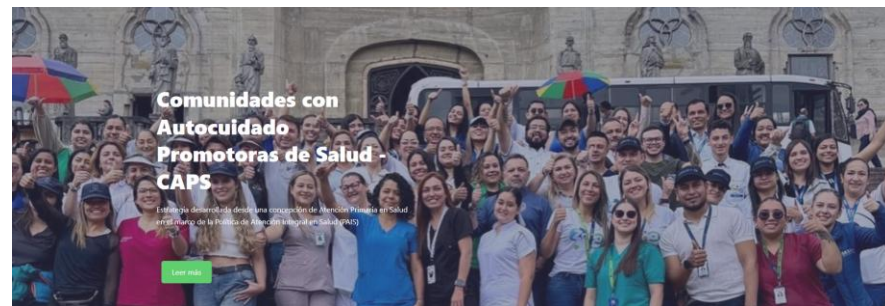 Comunidades con
Autocuidado
Promotoras de Salud -
CAPS
Estrategia desarrollada desde una concepción de Atención Primaria en Salud
en el marco de la Política de Atención Integral en Salud (PAIS)
Leer más